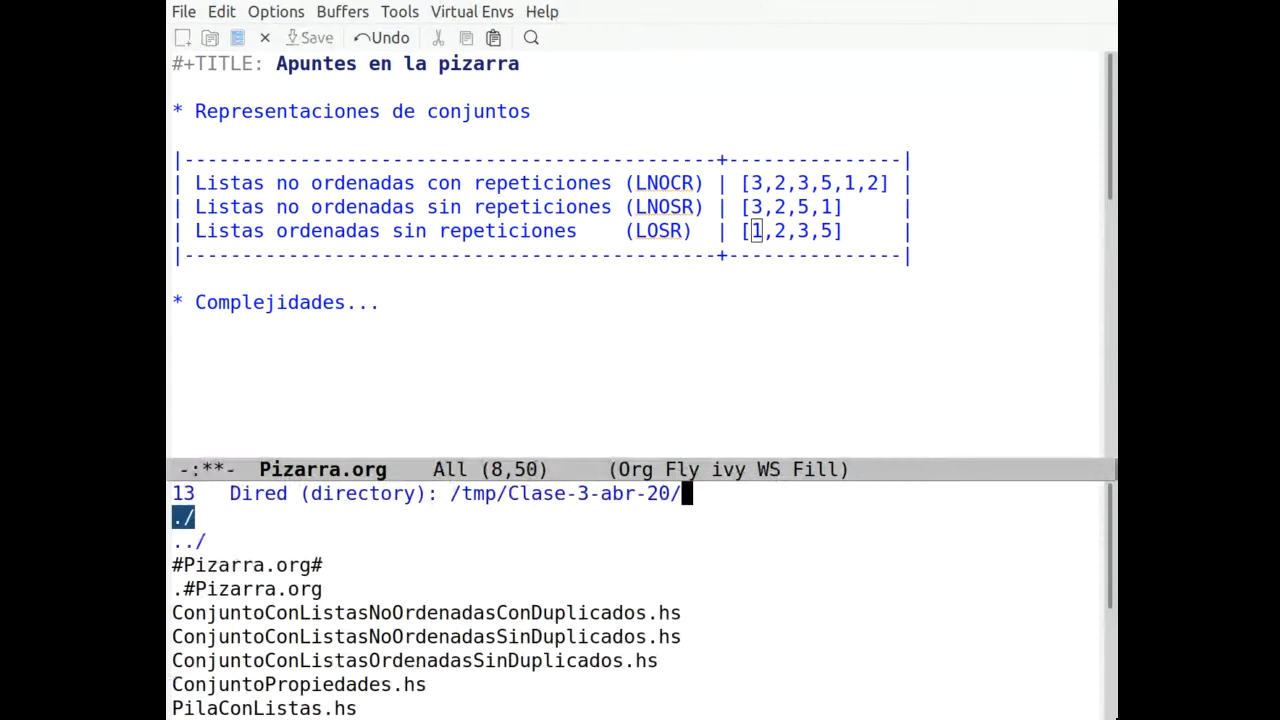 File Edit Options Buffers Tools Virtual Envs Help
Save Undo
#+TITLE: Apuntes en la pizarra
* Representaciones de conjuntos
|----------------------------------------------+---------------|
| Listas no ordenadas con repeticiones (LNOCR) | [3,2,3,5,1,2] |
| Listas no ordenadas sin repeticiones (LNOSR) | [3,2,5,1] |
| Listas ordenadas sin repeticiones (LOSR) | [1,2,3,5] |
|----------------------------------------------+---------------|
* Complejidades...
-:**- Pizarra.org All (8,50) (Org Fly ivy WS Fill)
13 Dired (directory): /tmp/Clase-3-abr-20/
./
../
#Pizarra.org#
.#Pizarra.org
ConjuntoConListasNoOrdenadasConDuplicados.hs
ConjuntoConListasNoOrdenadasSinDuplicados.hs
ConjuntoConListasOrdenadasSinDuplicados.hs
ConjuntoPropiedades.hs
PilaConListas.hs